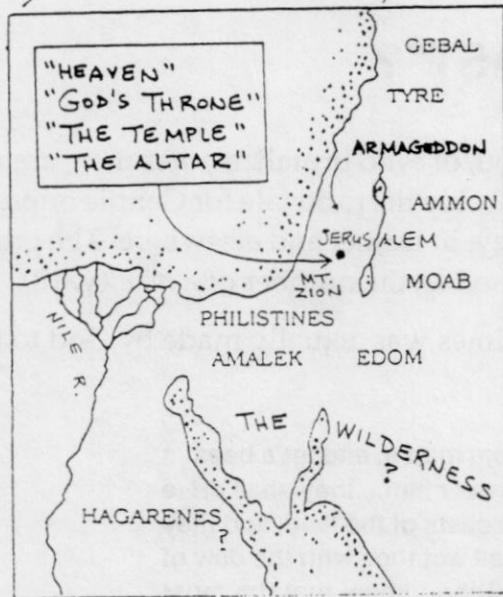 "HEAVEN"
"GOD'S THRONE"
"THE TEMPLE"
"THE ALTAR"
GEBAL
TYRE
ARMAGEDDON
AMMON
JERUSALEM
MT.
ZION
MOAB
PHILISTINES
NILE R.
AMALEK EDOM
THE WILDERNESS
?
HAGARENES
?